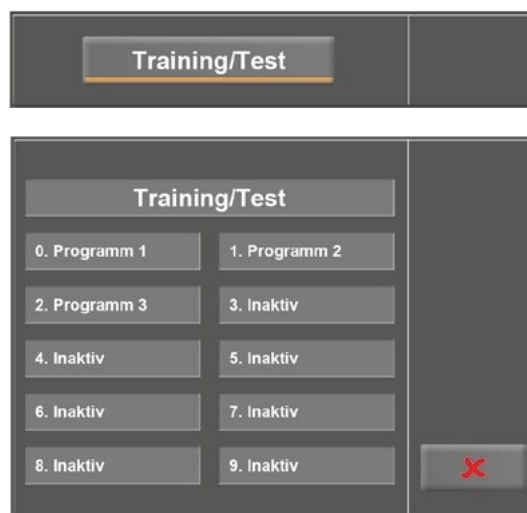 Training/Test
Training/Test
0. Programm 1
1. Programm 2
2. Programm 3
3. Inaktiv
4. Inaktiv
5. Inaktiv
6. Inaktiv
7. Inaktiv
8. Inaktiv
9. Inaktiv